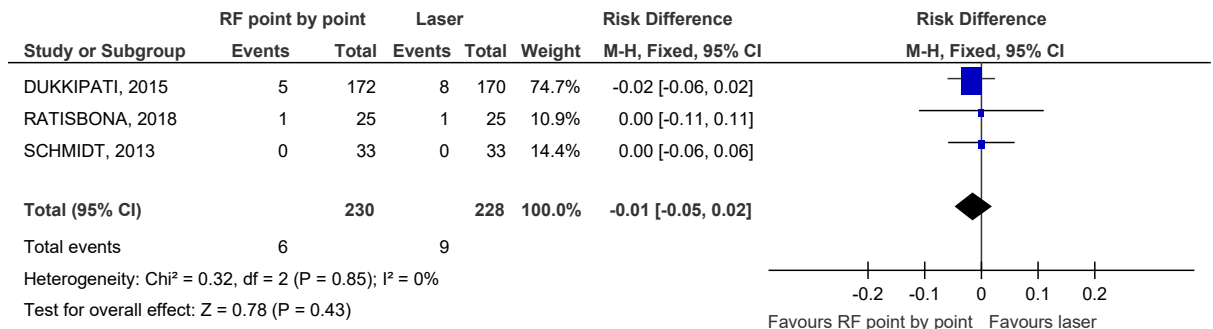 RF point by point Laser Risk Difference Risk Difference
Study or Subgroup Events Total Events Total Weight M-H, Fixed, 95% CI M-H, Fixed, 95% CI
DUKKIPATI, 2015 5 172 8 170 74.7% -0.02 [-0.06, 0.02]
RATISBONA, 2018 1 25 1 25 10.9% 0.00 [-0.11, 0.11]
SCHMIDT, 2013 0 33 0 33 14.4% 0.00 [-0.06, 0.06]
Total (95% CI) 230 228 100.0% -0.01 [-0.05, 0.02]
Total events 6 9
Heterogeneity: Chi² = 0.32, df = 2 (P = 0.85); I² = 0%
Test for overall effect: Z = 0.78 (P = 0.43)
-0.2 -0.1 0 0.1 0.2
Favours RF point by point Favours laser